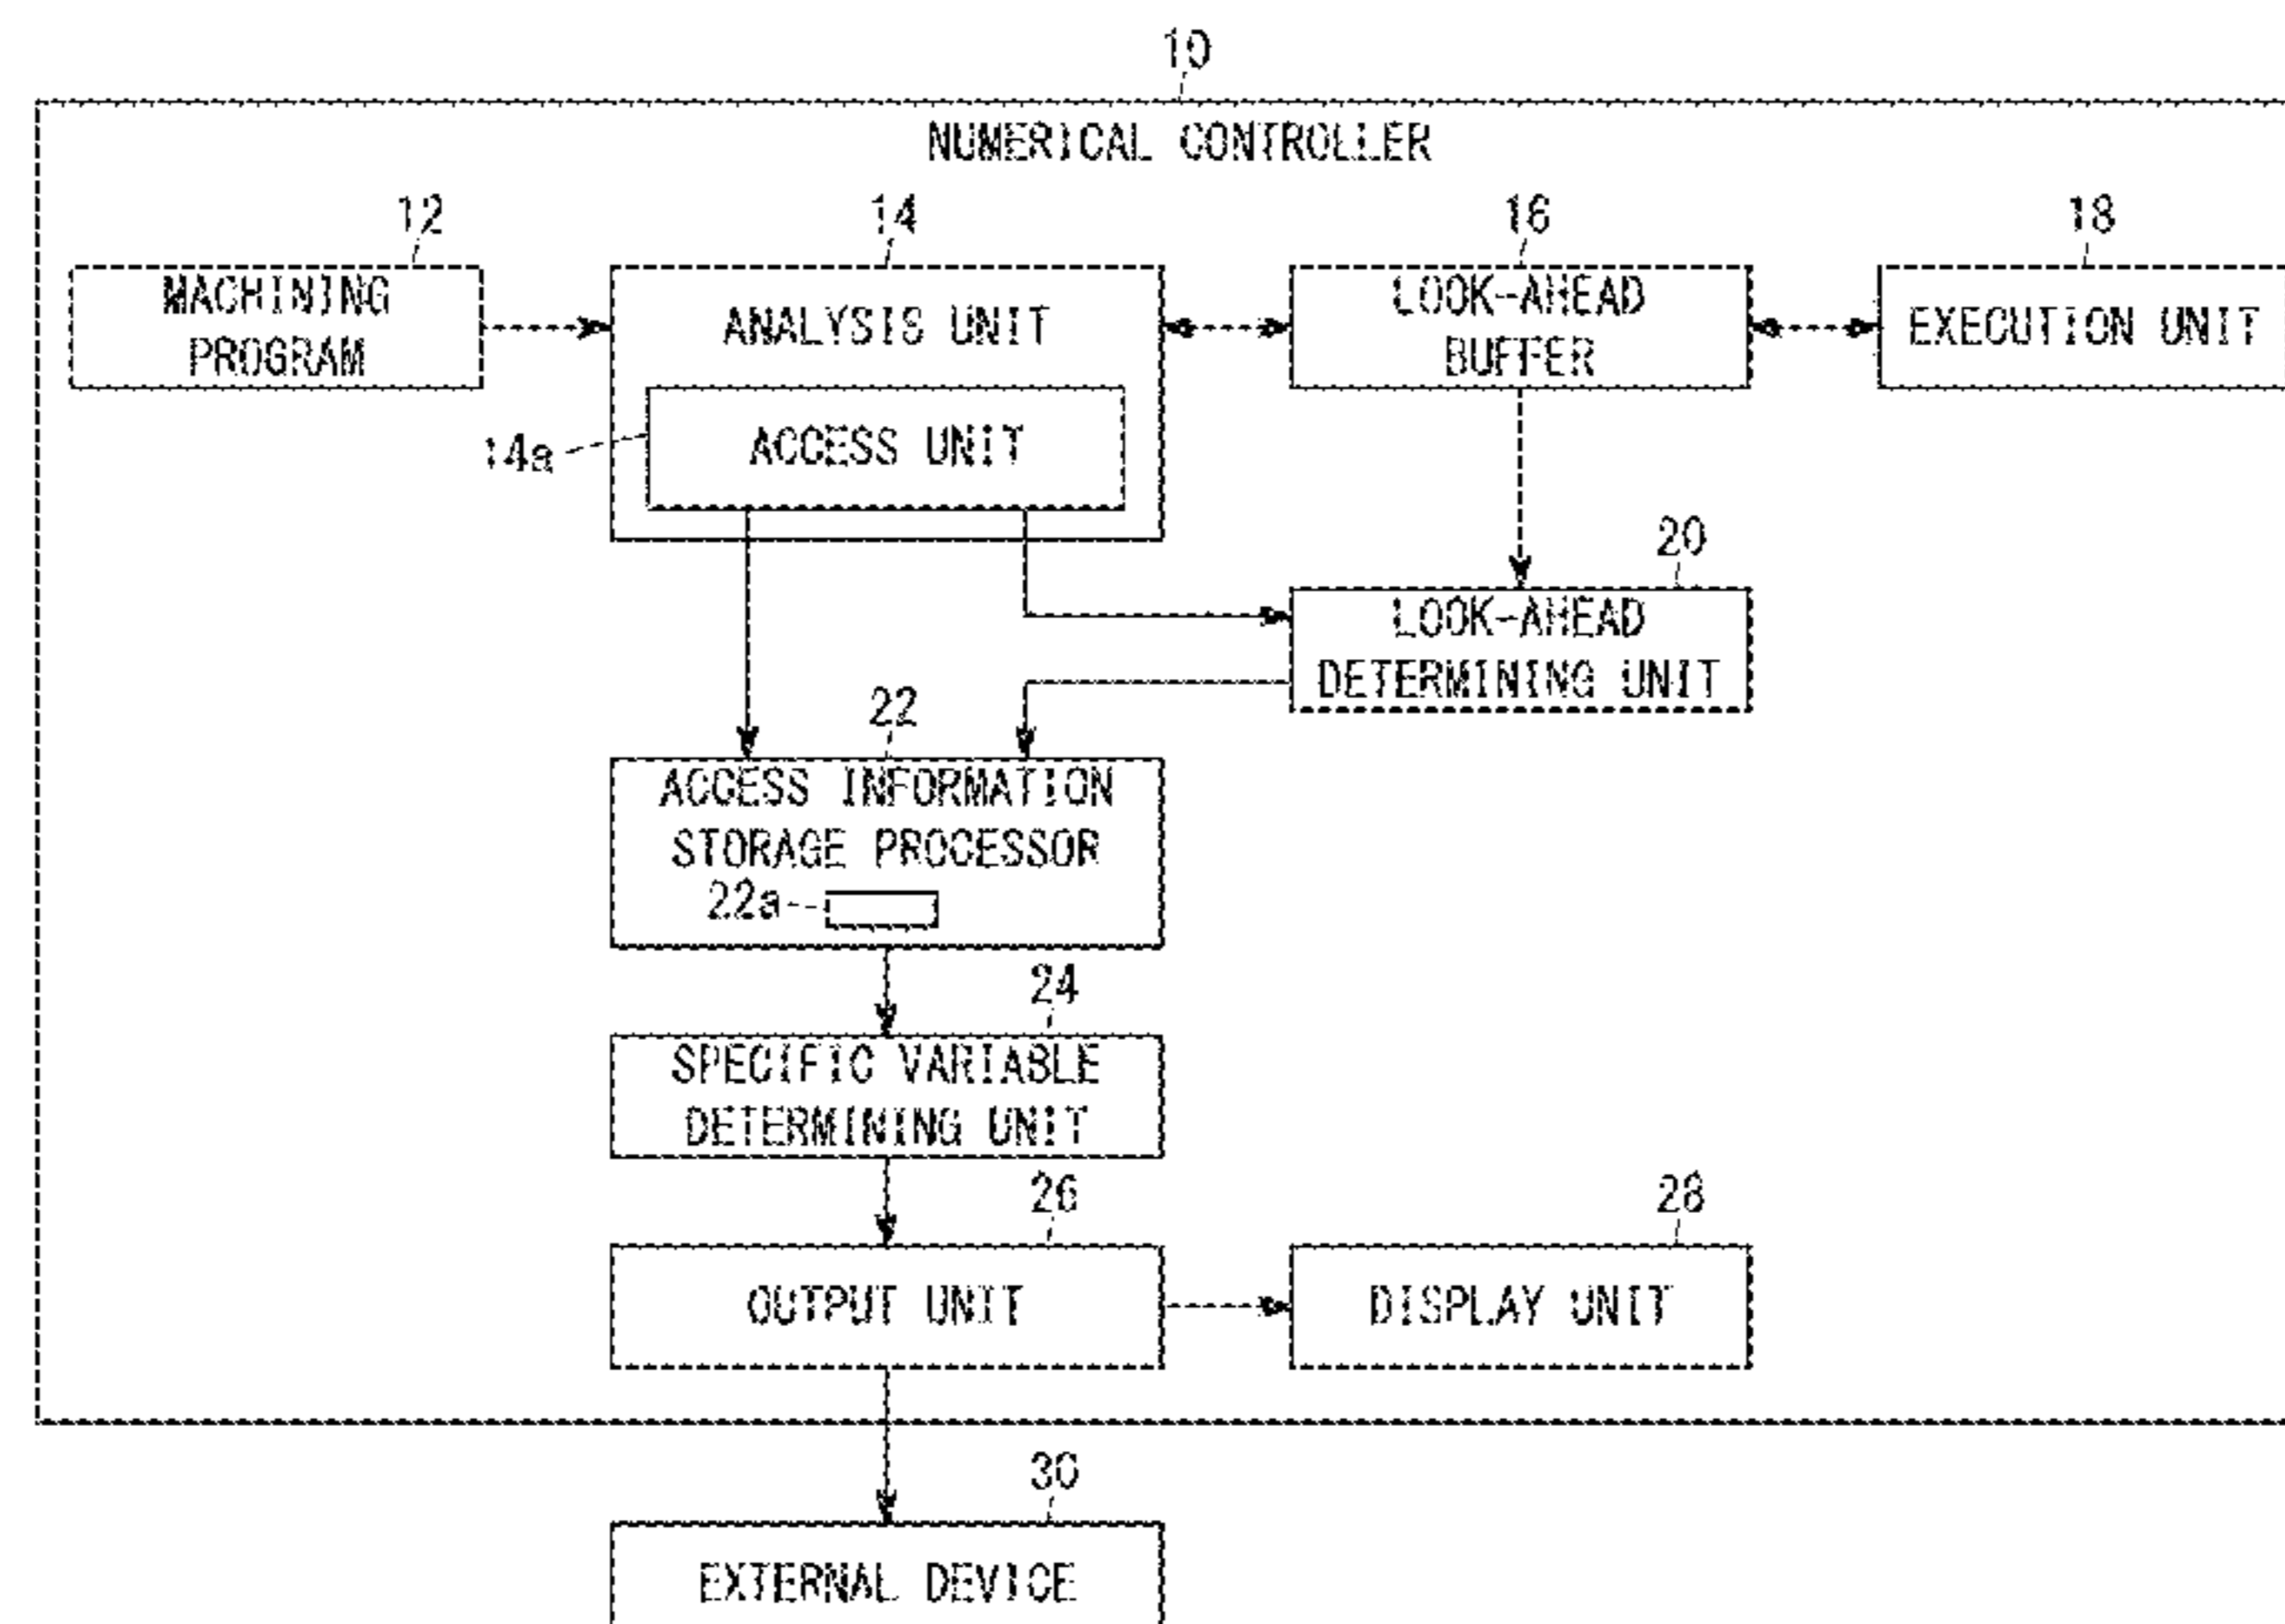 10
NUMERICAL CONTROLLER
12
14
16
18
MACHINING
PROGRAM
ANALYSIS UNIT
LOOK-AHEAD
BUFFER
EXECUTION UNIT
14a
ACCESS UNIT
20
LOOK-AHEAD
DETERMINING UNIT
22
ACCESS INFORMATION
STORAGE PROCESSOR
22a
24
SPECIFIC VARIABLE
DETERMINING UNIT
26
28
OUTPUT UNIT
DISPLAY UNIT
30
EXTERNAL DEVICE